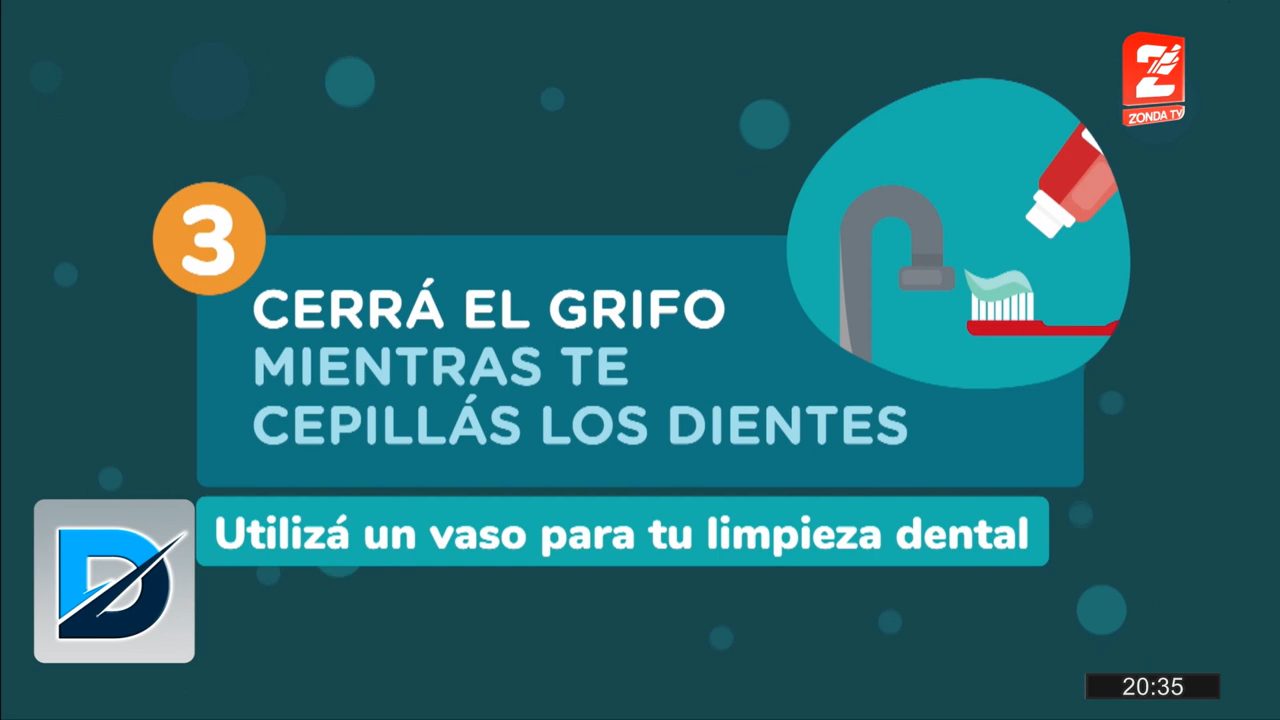 ZONDA TV
3
CERRÁ EL GRIFO
MIENTRAS TE
CEPILLÁS LOS DIENTES
Utilizá un vaso para tu limpieza dental
D
20:35